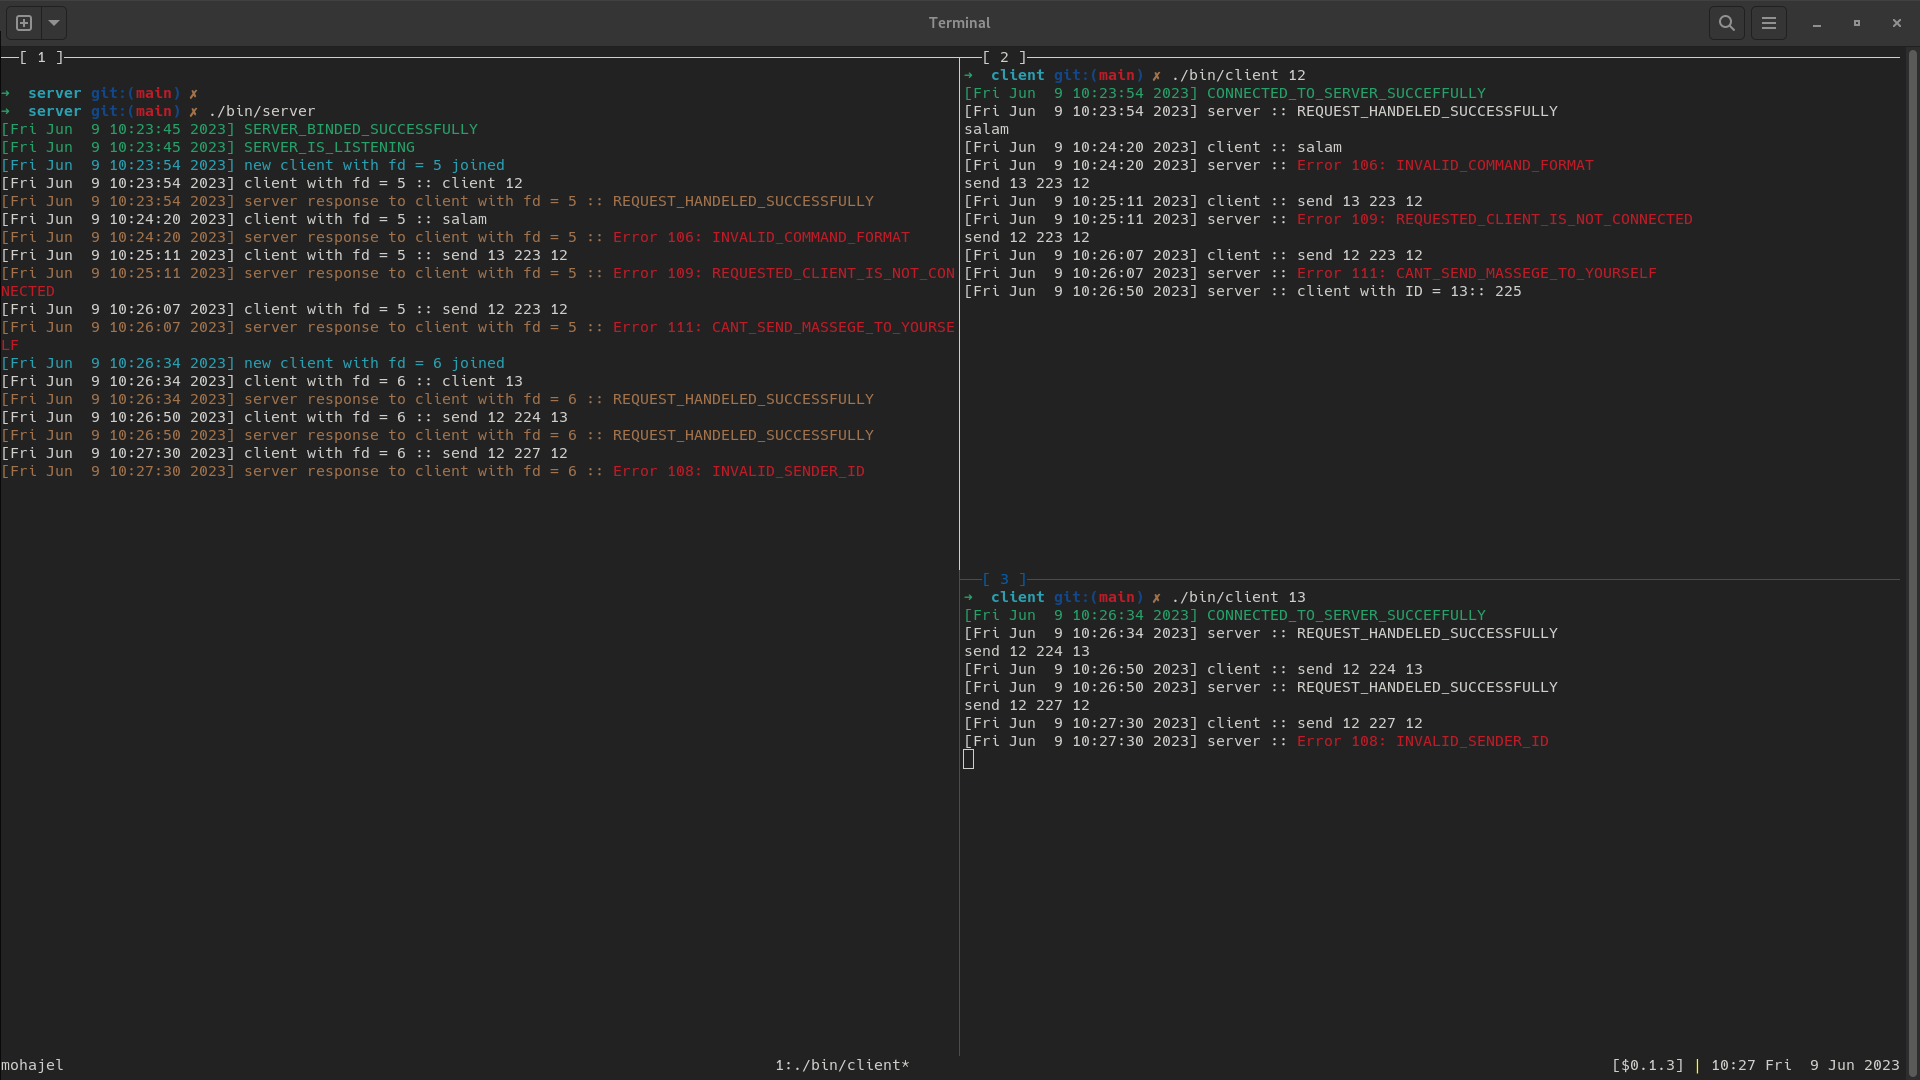 Terminal
[ 1 ]
➜  server git:(main) ✗
➜  server git:(main) ✗ ./bin/server
[Fri Jun  9 10:23:45 2023] SERVER_BINDED_SUCCESSFULLY
[Fri Jun  9 10:23:45 2023] SERVER_IS_LISTENING
[Fri Jun  9 10:23:54 2023] new client with fd = 5 joined
[Fri Jun  9 10:23:54 2023] client with fd = 5 :: client 12
[Fri Jun  9 10:23:54 2023] server response to client with fd = 5 :: REQUEST_HANDELED_SUCCESSFULLY
[Fri Jun  9 10:24:20 2023] client with fd = 5 :: salam
[Fri Jun  9 10:24:20 2023] server response to client with fd = 5 :: Error 106: INVALID_COMMAND_FORMAT
[Fri Jun  9 10:25:11 2023] client with fd = 5 :: send 13 223 12
[Fri Jun  9 10:25:11 2023] server response to client with fd = 5 :: Error 109: REQUESTED_CLIENT_IS_NOT_CON
NECTED
[Fri Jun  9 10:26:07 2023] client with fd = 5 :: send 12 223 12
[Fri Jun  9 10:26:07 2023] server response to client with fd = 5 :: Error 111: CANT_SEND_MASSEGE_TO_YOURSE
LF
[Fri Jun  9 10:26:34 2023] new client with fd = 6 joined
[Fri Jun  9 10:26:34 2023] client with fd = 6 :: client 13
[Fri Jun  9 10:26:34 2023] server response to client with fd = 6 :: REQUEST_HANDELED_SUCCESSFULLY
[Fri Jun  9 10:26:50 2023] client with fd = 6 :: send 12 224 13
[Fri Jun  9 10:26:50 2023] server response to client with fd = 6 :: REQUEST_HANDELED_SUCCESSFULLY
[Fri Jun  9 10:27:30 2023] client with fd = 6 :: send 12 227 12
[Fri Jun  9 10:27:30 2023] server response to client with fd = 6 :: Error 108: INVALID_SENDER_ID
[ 2 ]
➜  client git:(main) ✗ ./bin/client 12
[Fri Jun  9 10:23:54 2023] CONNECTED_TO_SERVER_SUCCEFFULLY
[Fri Jun  9 10:23:54 2023] server :: REQUEST_HANDELED_SUCCESSFULLY
salam
[Fri Jun  9 10:24:20 2023] client :: salam
[Fri Jun  9 10:24:20 2023] server :: Error 106: INVALID_COMMAND_FORMAT
send 13 223 12
[Fri Jun  9 10:25:11 2023] client :: send 13 223 12
[Fri Jun  9 10:25:11 2023] server :: Error 109: REQUESTED_CLIENT_IS_NOT_CONNECTED
send 12 223 12
[Fri Jun  9 10:26:07 2023] client :: send 12 223 12
[Fri Jun  9 10:26:07 2023] server :: Error 111: CANT_SEND_MASSEGE_TO_YOURSELF
[Fri Jun  9 10:26:50 2023] server :: client with ID = 13:: 225
[ 3 ]
➜  client git:(main) ✗ ./bin/client 13
[Fri Jun  9 10:26:34 2023] CONNECTED_TO_SERVER_SUCCEFFULLY
[Fri Jun  9 10:26:34 2023] server :: REQUEST_HANDELED_SUCCESSFULLY
send 12 224 13
[Fri Jun  9 10:26:50 2023] client :: send 12 224 13
[Fri Jun  9 10:26:50 2023] server :: REQUEST_HANDELED_SUCCESSFULLY
send 12 227 12
[Fri Jun  9 10:27:30 2023] client :: send 12 227 12
[Fri Jun  9 10:27:30 2023] server :: Error 108: INVALID_SENDER_ID
mohajel
1:./bin/client*
[$0.1.3] | 10:27 Fri  9 Jun 2023